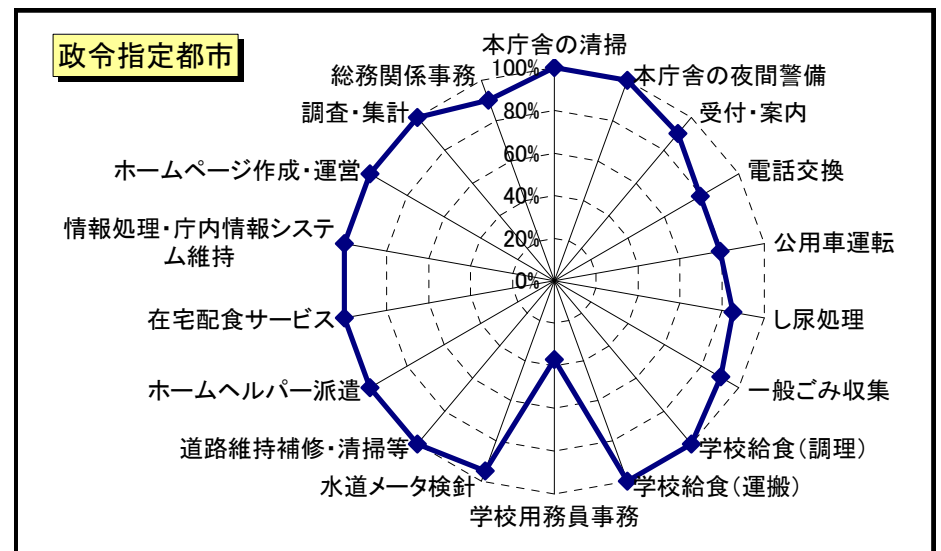 政令指定都市
本庁舎の清掃
本庁舎の夜間警備
受付・案内
電話交換
公用車運転
し尿処理
一般ごみ収集
学校給食(調理)
学校給食(運搬)
学校用務員事務
水道メータ検針
道路維持補修・清掃等
ホームヘルパー派遣
在宅配食サービス
情報処理・庁内情報システ
ム維持
ホームページ作成・運営
調査・集計
総務関係事務
100%
80%
60%
40%
20%
0%